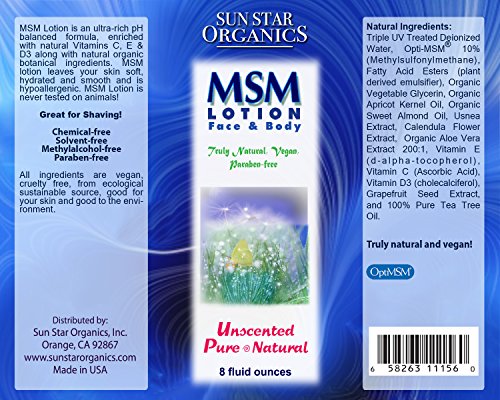 MSM Lotion is an ultra-rich pH
balanced formula, enriched
with natural Vitamins C, E &
D3 along with natural organic
botanical ingredients. MSM
lotion leaves your skin soft,
hydrated and smooth and is
hypoallergenic. MSM Lotion is
never tested on animals!
Great for Shaving!
Chemical-free
Solvent-free
Methylalcohol-free
Paraben-free
All ingredients are vegan,
cruelty free, from ecological
sustainable source, good for
your skin and good to the envi-
ronment.
Distributed by:
Sun Star Organics, Inc.
Orange, CA 92867
www.sunstarorganics.com
Made in USA
SUN STAR
ORGANICS
MSM
LOTION
Face & Body
Truly Natural, Vegan,
Paraben-free
Unscented
Pure ® Natural
8 fluid ounces
Natural Ingredients:
Triple UV Treated Deionized
Water, Opti-MSM® 10%
(Methylsulfonylmethane),
Fatty Acid Esters (plant
derived emulsifier), Organic
Vegetable Glycerin, Organic
Apricot Kernel Oil, Organic
Sweet Almond Oil, Usnea
Extract, Calendula Flower
Extract, Organic Aloe Vera
Extract 200:1, Vitamin E
(d-alpha-tocopherol),
Vitamin C (Ascorbic Acid),
Vitamin D3 (cholecalciferol),
Grapefruit Seed Extract,
and 100% Pure Tea Tree
Oil.
Truly natural and vegan!
OptiMSM®
6 58263 11156 0